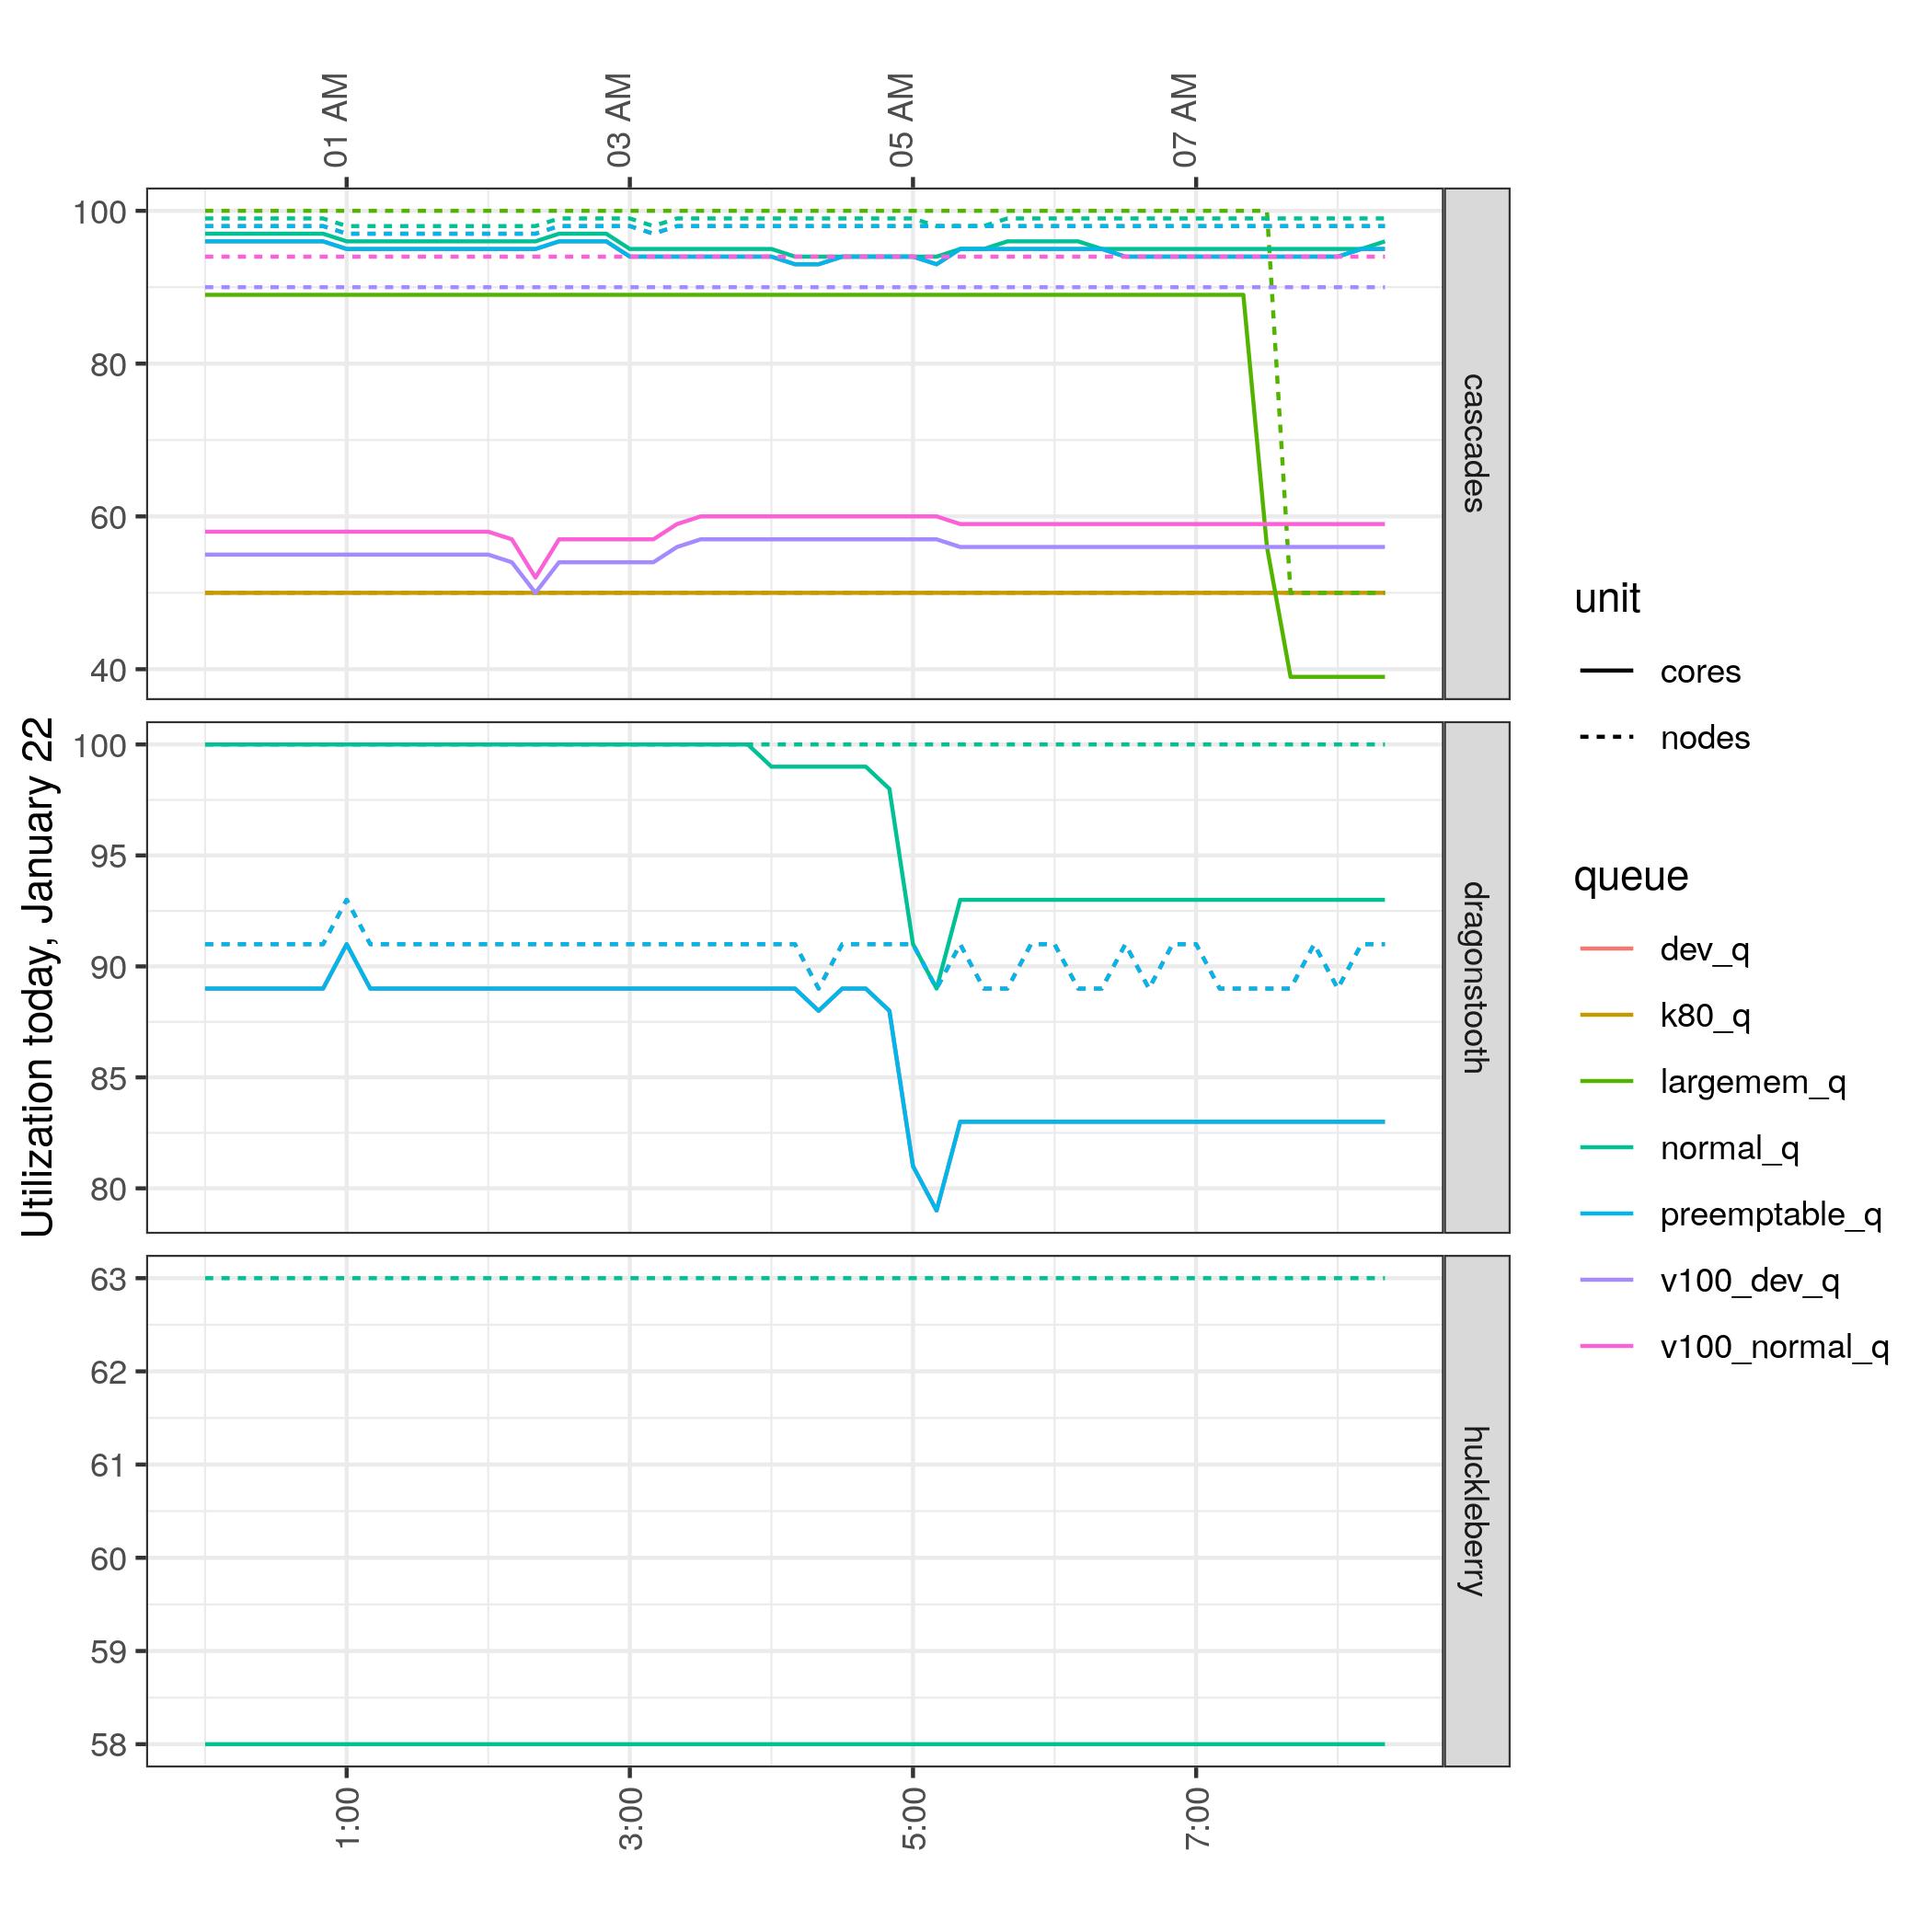 01 AM
03 AM
05 AM
07 AM
Utilization today, January 22
100
80
60
40
cascades
100
95
90
85
80
dragonstooth
63
62
61
60
59
58
huckleberry
1:00
3:00
5:00
7:00
unit
cores
nodes
queue
dev_q
k80_q
largemem_q
normal_q
preemptable_q
v100_dev_q
v100_normal_q